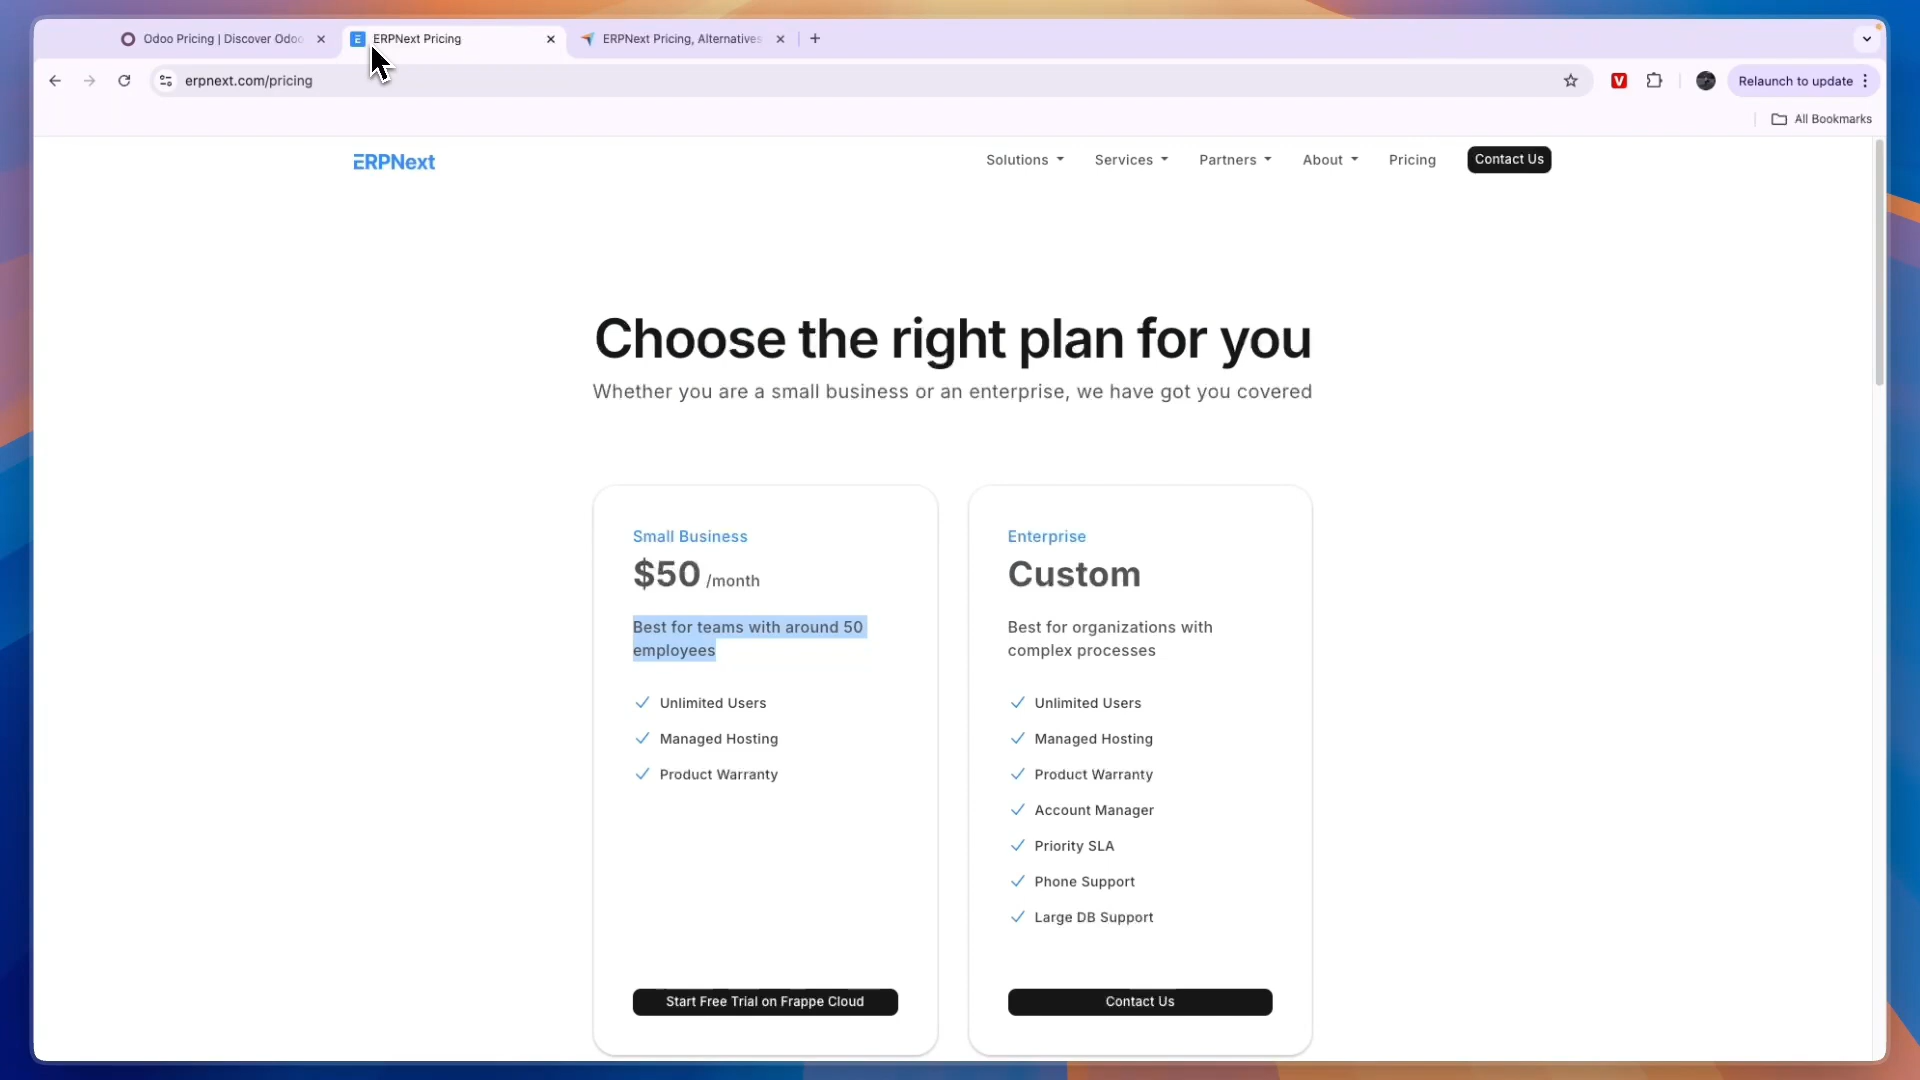 Odoo Pricing | Discover Odoo
ERPNext Pricing
ERPNext Pricing, Alternatives
erpnext.com/pricing
Relaunch to update
All Bookmarks
ERPNext
Solutions
Services
Partners
About
Pricing
Contact Us
Choose the right plan for you
Whether you are a small business or an enterprise, we have got you covered
Small Business
$50 /month
Best for teams with around 50
employees
Unlimited Users
Managed Hosting
Product Warranty
Start Free Trial on Frappe Cloud
Enterprise
Custom
Best for organizations with
complex processes
Unlimited Users
Managed Hosting
Product Warranty
Account Manager
Priority SLA
Phone Support
Large DB Support
Contact Us